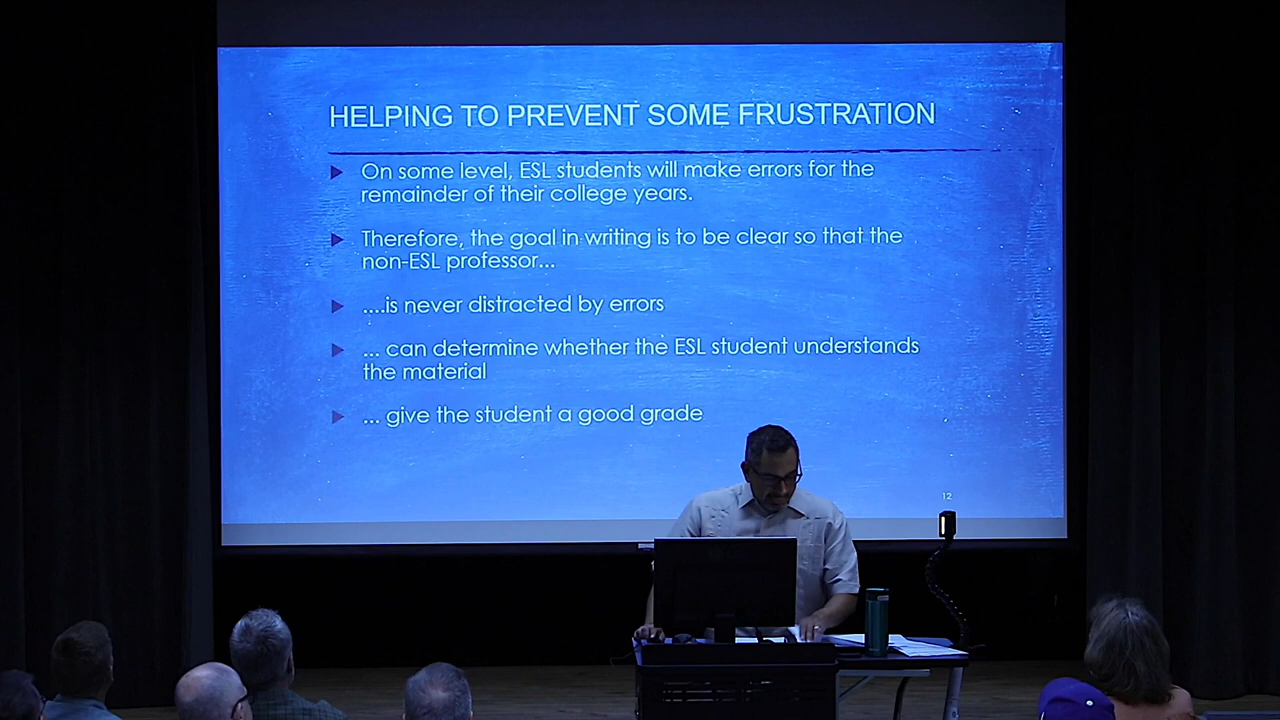 HELPING TO PREVENT SOME FRUSTRATION
On some level, ESL students will make errors for the
remainder of their college years.
Therefore, the goal in writing is to be clear so that the
non-ESL professor...
....is never distracted by errors
... can determine whether the ESL student understands
the material
... give the student a good grade
12